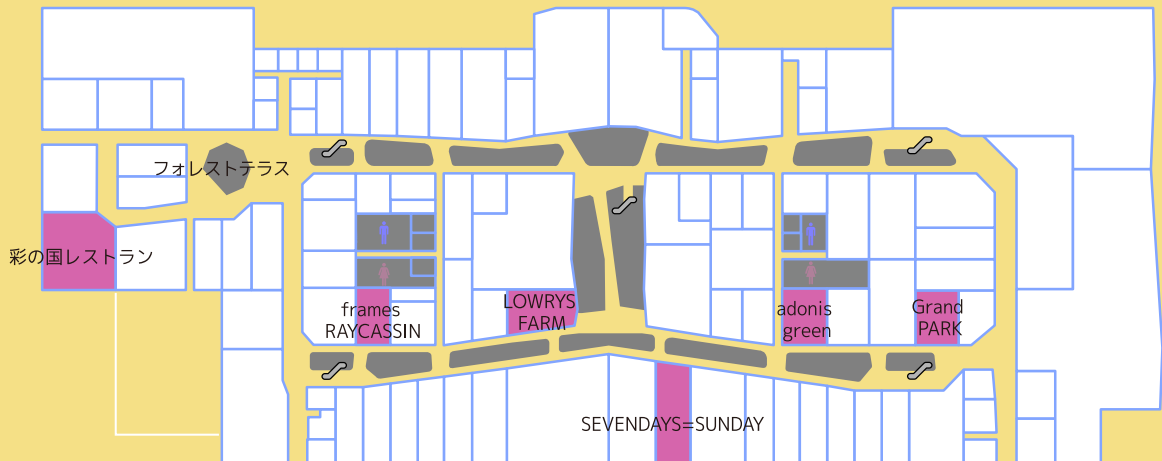 フォレストテラス
彩の国レストラン
frames
RAYCASSIN
LOWRYS
FARM
adonis
green
Grand
PARK
SEVENDAYS=SUNDAY